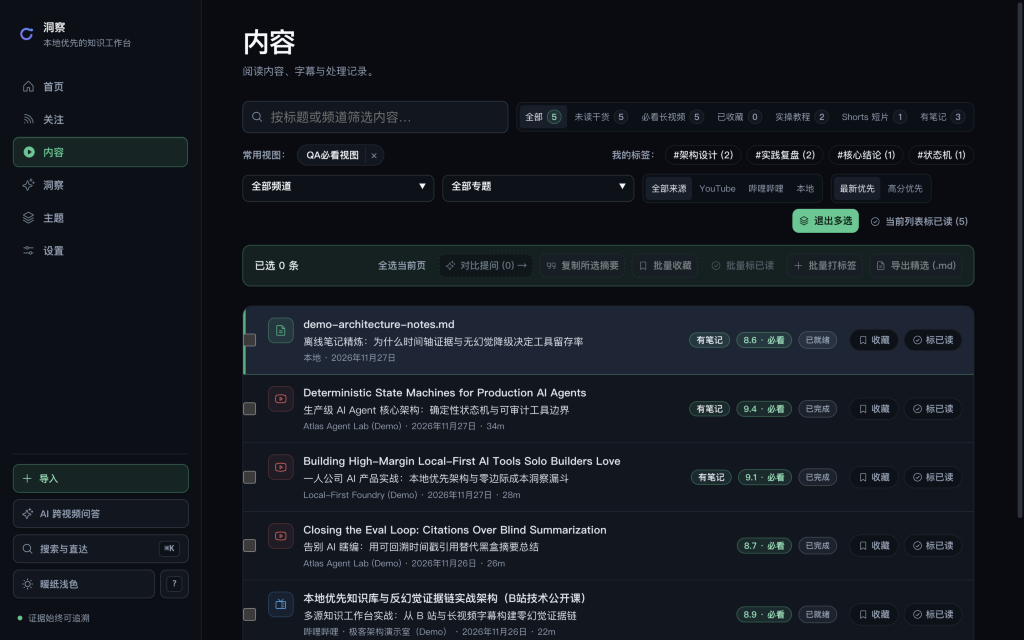 洞察
本地优先的知识工作台
首页
关注
内容
洞察
主题
设置
导入
AI 跨视频问答
搜索与直达 ⌘K
暖纸浅色 ?
证据始终可追溯
内容
阅读内容、字幕与处理记录。
按标题或频道筛选内容…
全部 5 未读干货 5 必看长视频 5 已收藏 0 实操教程 2 Shorts 短片 1 有笔记 3
常用视图: QA必看视图 ×
我的标签: #架构设计 (2) #实践复盘 (2) #核心结论 (1) #状态机 (1)
全部频道 ▼ 全部专题 ▼ 全部来源 YouTube 哔哩哔哩 本地 最新优先 高分优先
退出多选 当前列表标已读 (5)
已选 0 条 全选当前页 对比提问 (0) → 复制所选摘要 批量收藏 批量标已读 批量打标签 导出精选 (.md)
demo-architecture-notes.md
离线笔记精炼：为什么时间轴证据与无幻觉降级决定工具留存率
本地 · 2026年11月27日
有笔记 8.6 · 必看 已就绪 收藏 标已读
Deterministic State Machines for Production AI Agents
生产级 AI Agent 核心架构：确定性状态机与可审计工具边界
Atlas Agent Lab (Demo) · 2026年11月27日 · 34m
有笔记 9.4 · 必看 已完成 收藏 标已读
Building High-Margin Local-First AI Tools Solo Builders Love
一人公司 AI 产品实战：本地优先架构与零边际成本洞察漏斗
Local-First Foundry (Demo) · 2026年11月27日 · 28m
有笔记 9.1 · 必看 已完成 收藏 标已读
Closing the Eval Loop: Citations Over Blind Summarization
告别 AI 瞎编：用可回溯时间戳引用替代黑盒摘要总结
Atlas Agent Lab (Demo) · 2026年11月26日 · 26m
8.7 · 必看 已完成 收藏 标已读
本地优先知识库与反幻觉证据链实战架构（B站技术公开课）
多源知识工作台实战：从 B 站与长视频字幕构建零幻觉证据链
哔哩哔哩 · 极客架构演示室（Demo） · 2026年11月26日 · 22m
8.9 · 必看 已就绪 收藏 标已读